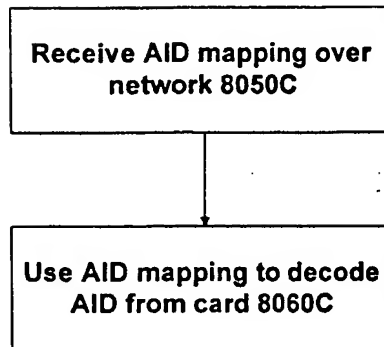 Receive AID mapping over
network 8050C
Use AID mapping to decode
AID from card 8060C